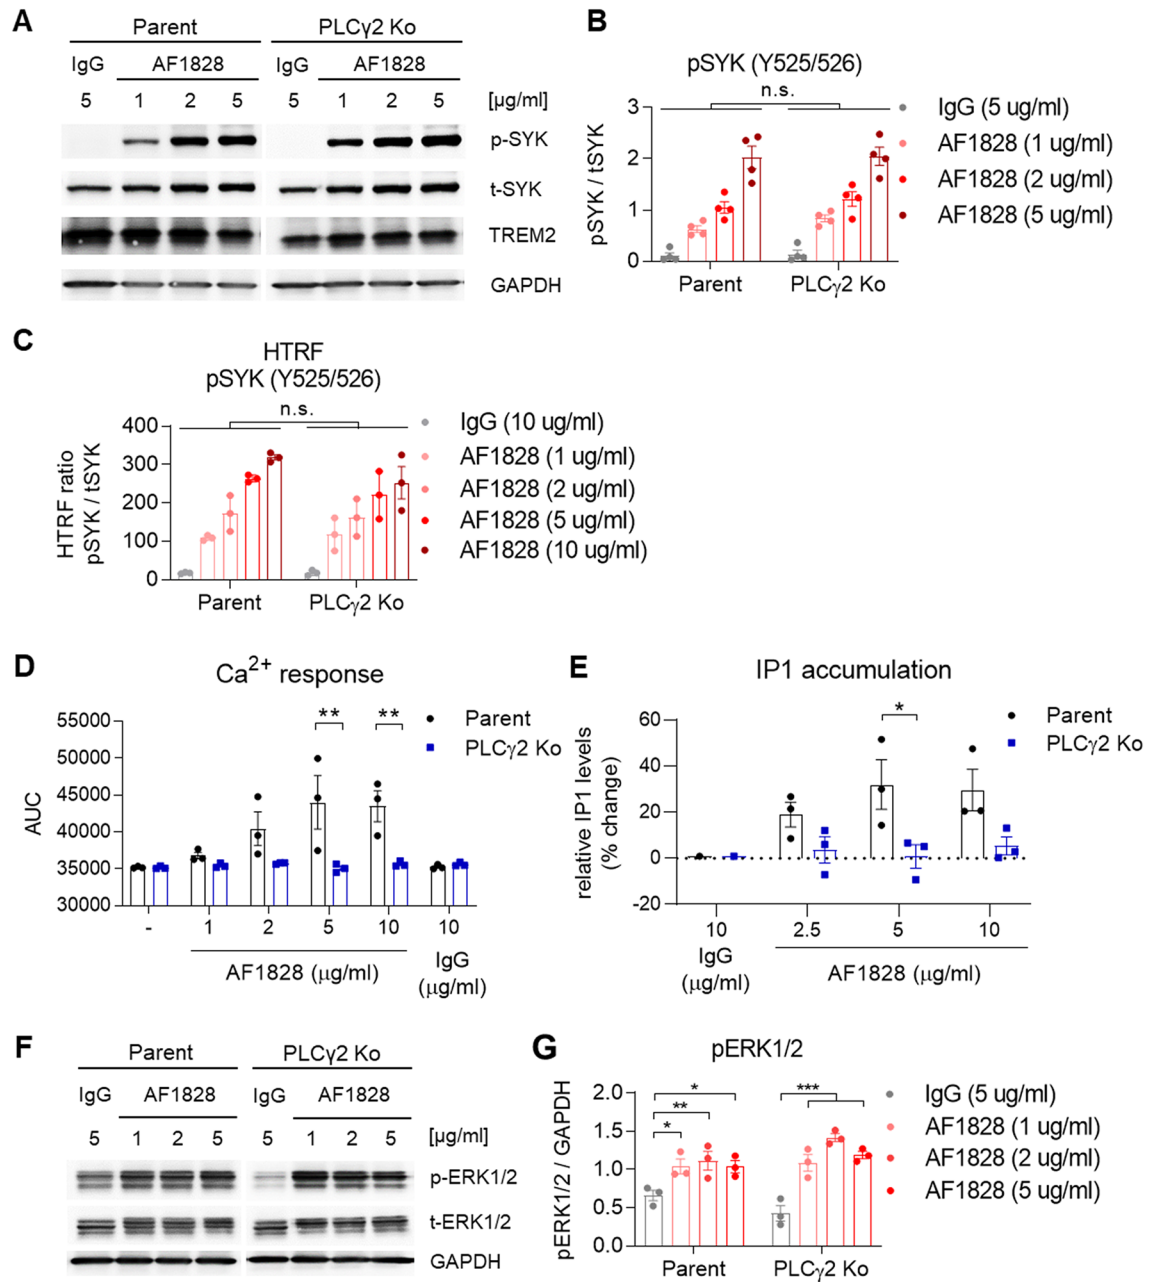 A
Parent PLCγ2 Ko
IgG AF1828 IgG AF1828
5 1 2 5 5 1 2 5 [μg/ml]
p-SYK
t-SYK
TREM2
GAPDH
B
pSYK (Y525/526)
n.s.
3
2
1
0
pSYK / tSYK
Parent PLCγ2 Ko
IgG (5 ug/ml)
AF1828 (1 ug/ml)
AF1828 (2 ug/ml)
AF1828 (5 ug/ml)
C
HTRF
pSYK (Y525/526)
n.s.
400
300
200
100
0
HTRF ratio
pSYK / tSYK
Parent PLCγ2 Ko
IgG (10 ug/ml)
AF1828 (1 ug/ml)
AF1828 (2 ug/ml)
AF1828 (5 ug/ml)
AF1828 (10 ug/ml)
D
Ca2+ response
** **
Parent
PLCγ2 Ko
55000
50000
45000
40000
35000
30000
AUC
- 1 2 5 10 10
AF1828 (μg/ml) IgG
(μg/ml)
E
IP1 accumulation
*
Parent
PLCγ2 Ko
60
40
20
0
-20
relative IP1 levels
(% change)
10 2.5 5 10
IgG
(μg/ml) AF1828 (μg/ml)
F
Parent PLCγ2 Ko
IgG AF1828 IgG AF1828
5 1 2 5 5 1 2 5 [μg/ml]
p-ERK1/2
t-ERK1/2
GAPDH
G
pERK1/2
* ***
**
*
2.0
1.5
1.0
0.5
0.0
pERK1/2 / GAPDH
Parent PLCγ2 Ko
IgG (5 ug/ml)
AF1828 (1 ug/ml)
AF1828 (2 ug/ml)
AF1828 (5 ug/ml)